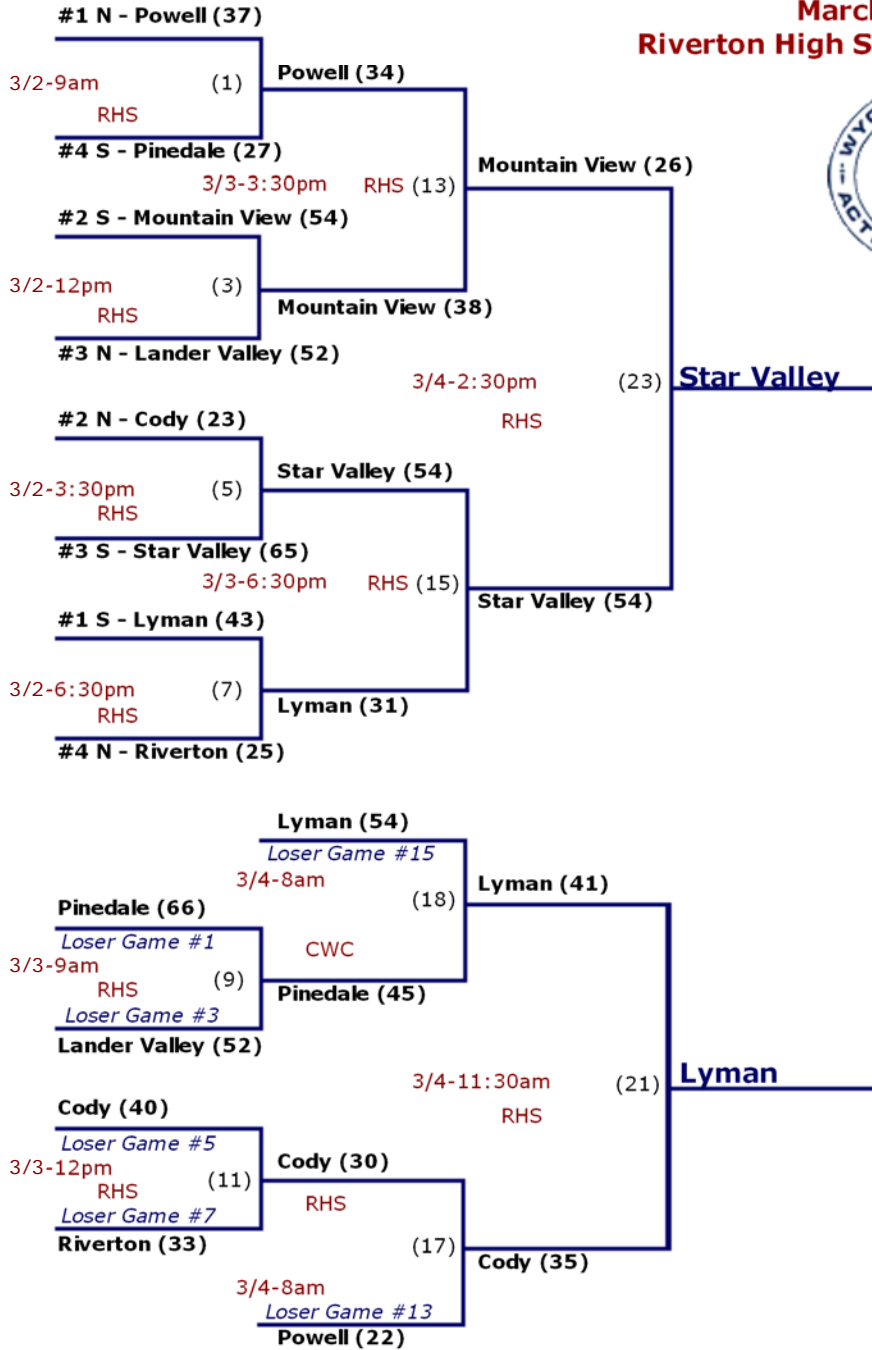 #1 N - Powell (37)
March
Riverton High S
3/2-9am
(1)
Powell (34)
RHS
#4 S - Pinedale (27)
3/3-3:30pm
RHS (13)
Mountain View (26)
#2 S - Mountain View (54)
3/2-12pm
(3)
RHS
Mountain View (38)
#3 N - Lander Valley (52)
3/4-2:30pm
(23)
Star Valley
RHS
#2 N - Cody (23)
Star Valley (54)
3/2-3:30pm
(5)
RHS
#3 S - Star Valley (65)
3/3-6:30pm
RHS (15)
Star Valley (54)
#1 S - Lyman (43)
3/2-6:30pm
(7)
RHS
Lyman (31)
#4 N - Riverton (25)
Lyman (54)
Loser Game #15
3/4-8am
(18)
Lyman (41)
Pinedale (66)
Loser Game #1
CWC
3/3-9am
(9)
RHS
Pinedale (45)
Loser Game #3
Lander Valley (52)
3/4-11:30am
(21)
Lyman
RHS
Cody (40)
Loser Game #5
3/3-12pm
(11)
Cody (30)
RHS
RHS
Loser Game #7
Riverton (33)
(17)
Cody (35)
3/4-8am
Loser Game #13
Powell (22)
WYO
ACT